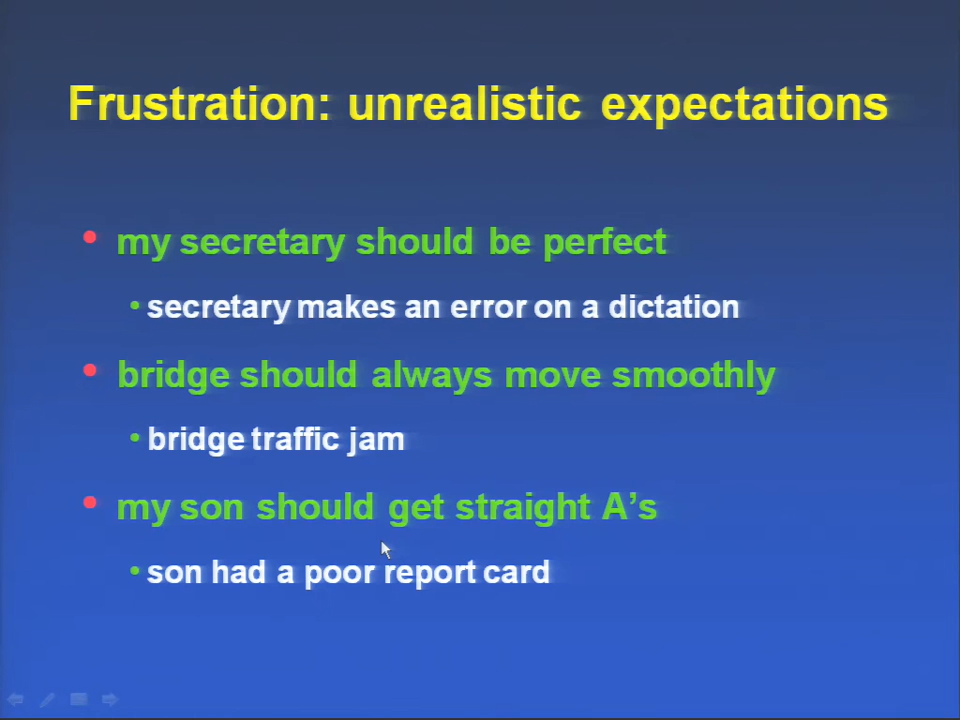 Frustration: unrealistic expectations
• my secretary should be perfect
• secretary makes an error on a dictation
• bridge should always move smoothly
• bridge traffic jam
• my son should get straight A’s
• son had a poor report card